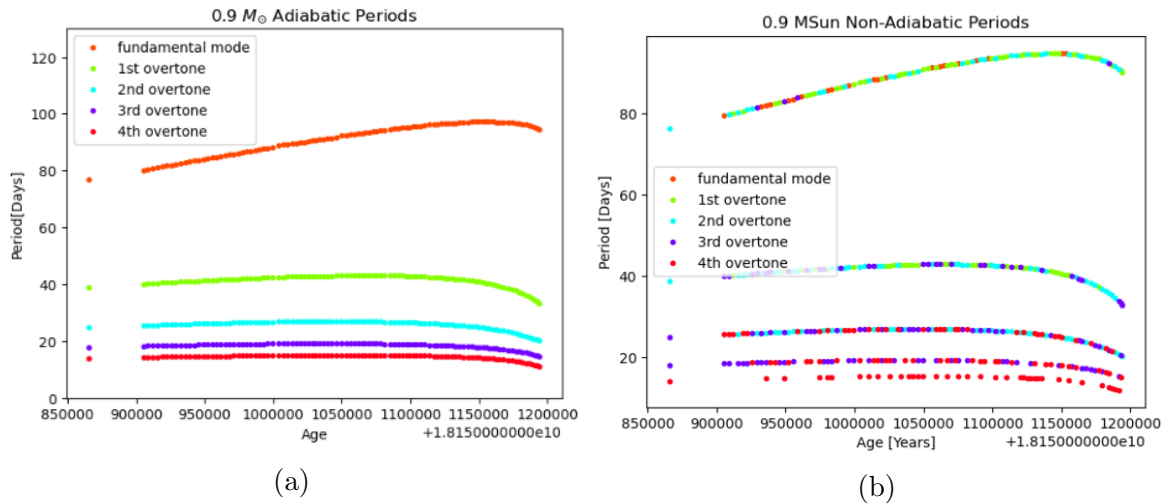 0.9 M⊙ Adiabatic Periods
Period[Days]
120
100
80
60
40
20
0
fundamental mode
1st overtone
2nd overtone
3rd overtone
4th overtone
850000 900000 950000 1000000 1050000 1100000 1150000 1200000
Age
+1.8150000000e10
(a)
0.9 MSun Non-Adiabatic Periods
Period [Days]
80
60
40
20
fundamental mode
1st overtone
2nd overtone
3rd overtone
4th overtone
850000 900000 950000 1000000 1050000 1100000 1150000 1200000
Age [Years]
+1.8150000000e10
(b)